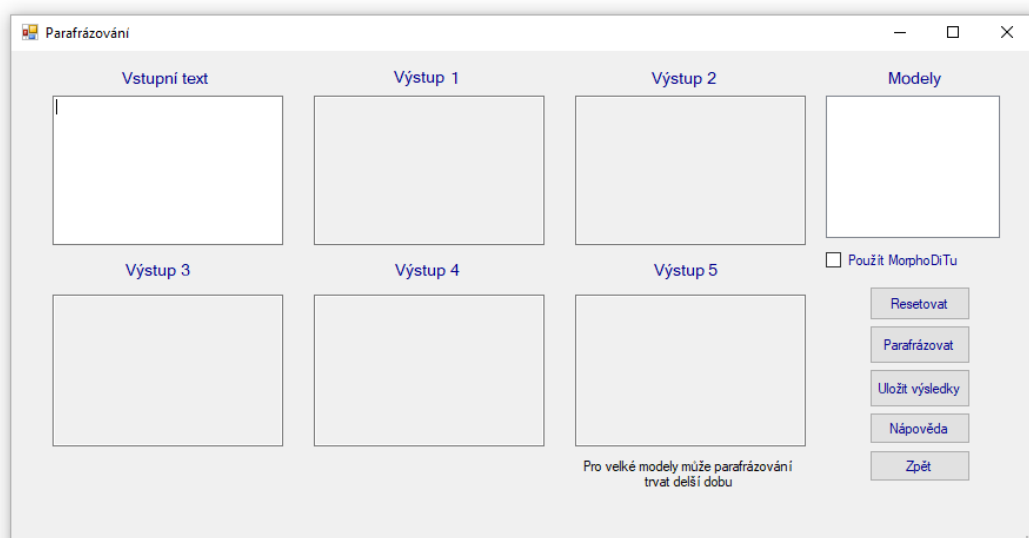 Parafrázování
Vstupní text
Výstup 1
Výstup 2
Modely
Výstup 3
Výstup 4
Výstup 5
Použít MorphoDiTu
Resetovat
Parafrázovat
Uložit výsledky
Nápověda
Zpět
Pro velké modely může parafrázování
trvat delší dobu